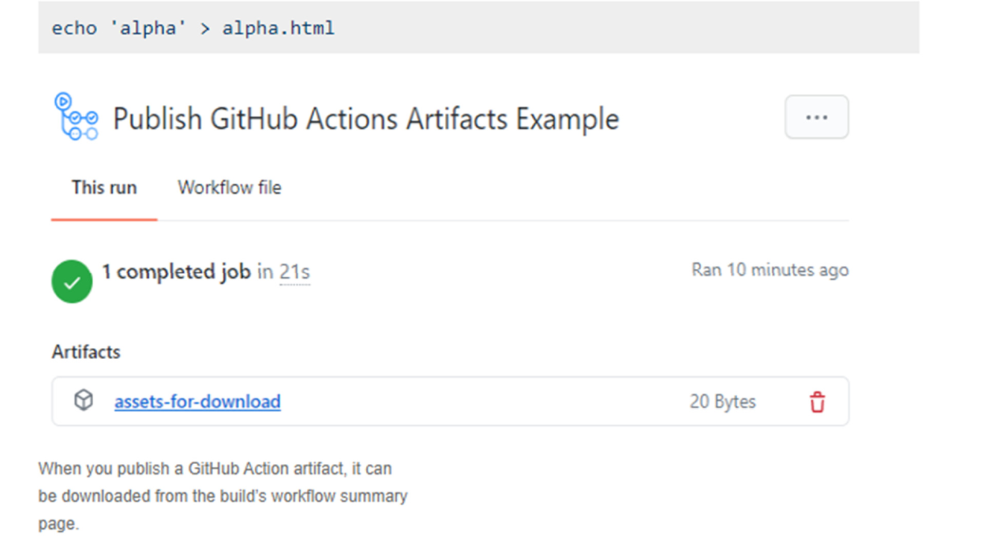 echo 'alpha' > alpha.html
Publish GitHub Actions Artifacts Example
...
This run Workflow file
1 completed job in 21s Ran 10 minutes ago
Artifacts
assets-for-download 20 Bytes
When you publish a GitHub Action artifact, it can
be downloaded from the build's workflow summary
page.